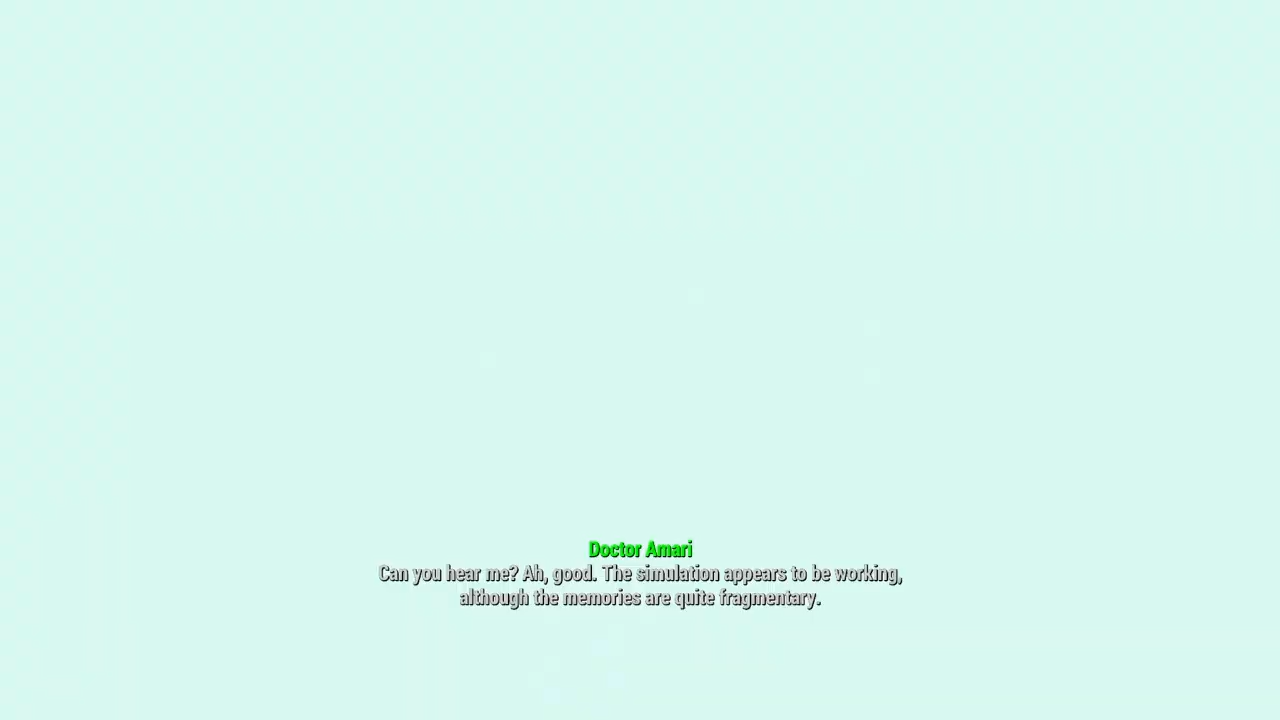 Doctor Amari
Can you hear me? Ah, good. The simulation appears to be working,
although the memories are quite fragmentary.